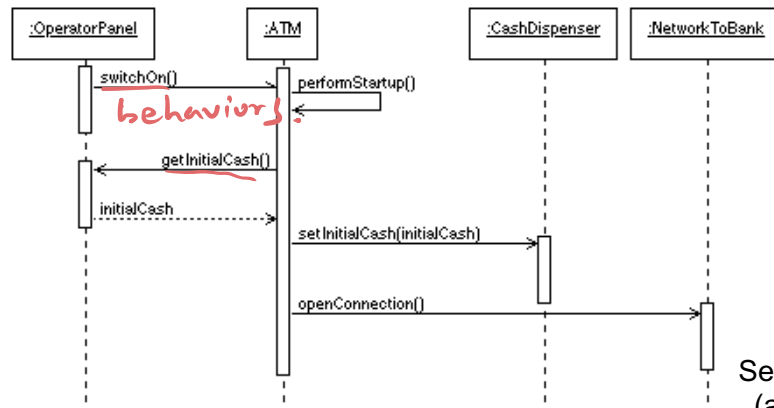 :OperatorPanel :ATM :CashDispenser :NetworkToBank
switchOn()
performStartup()
behaviors.
getInitialCash()
initialCash
setInitialCash(initialCash)
openConnection()
Se
(a